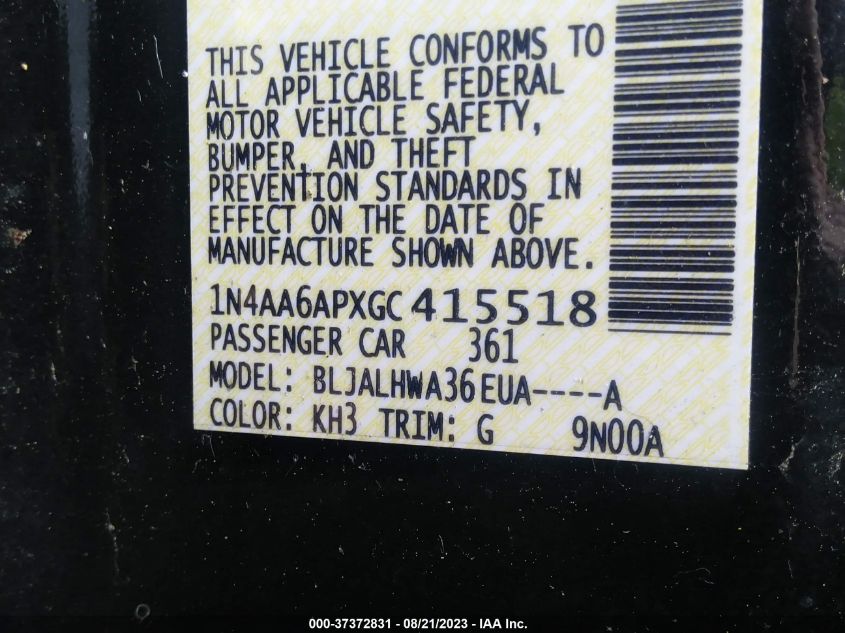 THIS VEHICLE CONFORMS TO
ALL APPLICABLE FEDERAL
MOTOR VEHICLE SAFETY,
BUMPER, AND THEFT
PREVENTION STANDARDS IN
EFFECT ON THE DATE OF
MANUFACTURE SHOWN ABOVE.
1N4AA6APXGC415518
PASSENGER CAR 361
MODEL: BLJALHWA36EUA----A
COLOR: KH3 TRIM: G 9N00A
000-37372831 - 08/21/2023 - IAA Inc.